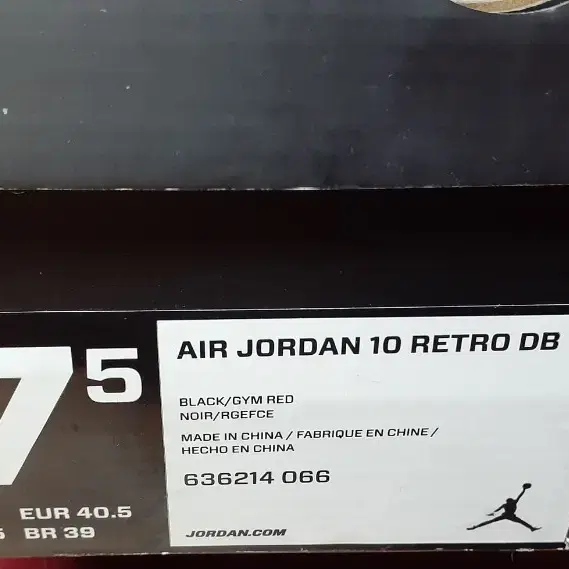 7.5
AIR JORDAN 10 RETRO DB
BLACK/GYM RED
NOIR/RGEFCE
MADE IN CHINA / FABRIQUE EN CHINE /
HECHO EN CHINA
636214 066
EUR 40.5
BR 39
JORDAN.COM